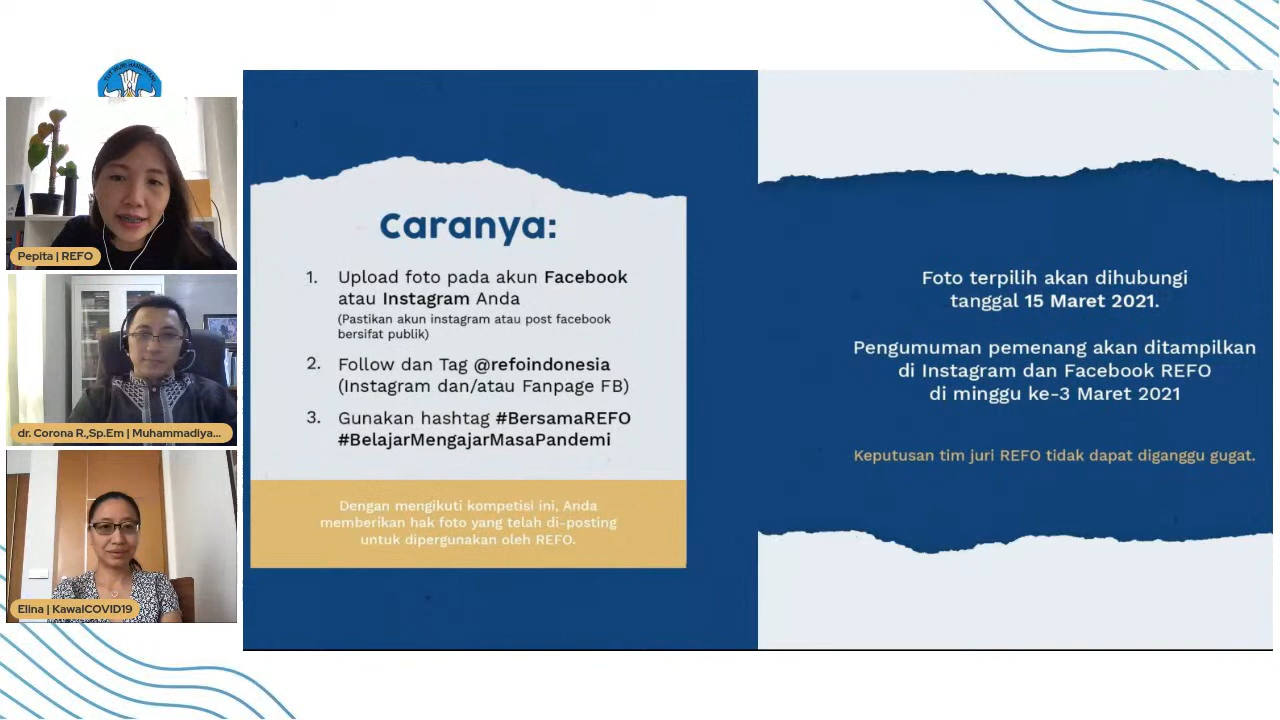 TUT WURI HANDAYANI
Pepita | REFO
dr. Corona R.,Sp.Em | Muhammadiya...
Elina | KawalCOVID19
Caranya:
1. Upload foto pada akun Facebook
atau Instagram Anda
(Pastikan akun instagram atau post facebook
bersifat publik)
2. Follow dan Tag @refoindonesia
(Instagram dan/atau Fanpage FB)
3. Gunakan hashtag #BersamaREFO
#BelajarMengajarMasaPandemi
Dengan mengikuti kompetisi ini, Anda
memberikan hak foto yang telah di-posting
untuk dipergunakan oleh REFO.
Foto terpilih akan dihubungi
tanggal 15 Maret 2021.
Pengumuman pemenang akan ditampilkan
di Instagram dan Facebook REFO
di minggu ke-3 Maret 2021
Keputusan tim juri REFO tidak dapat diganggu gugat.